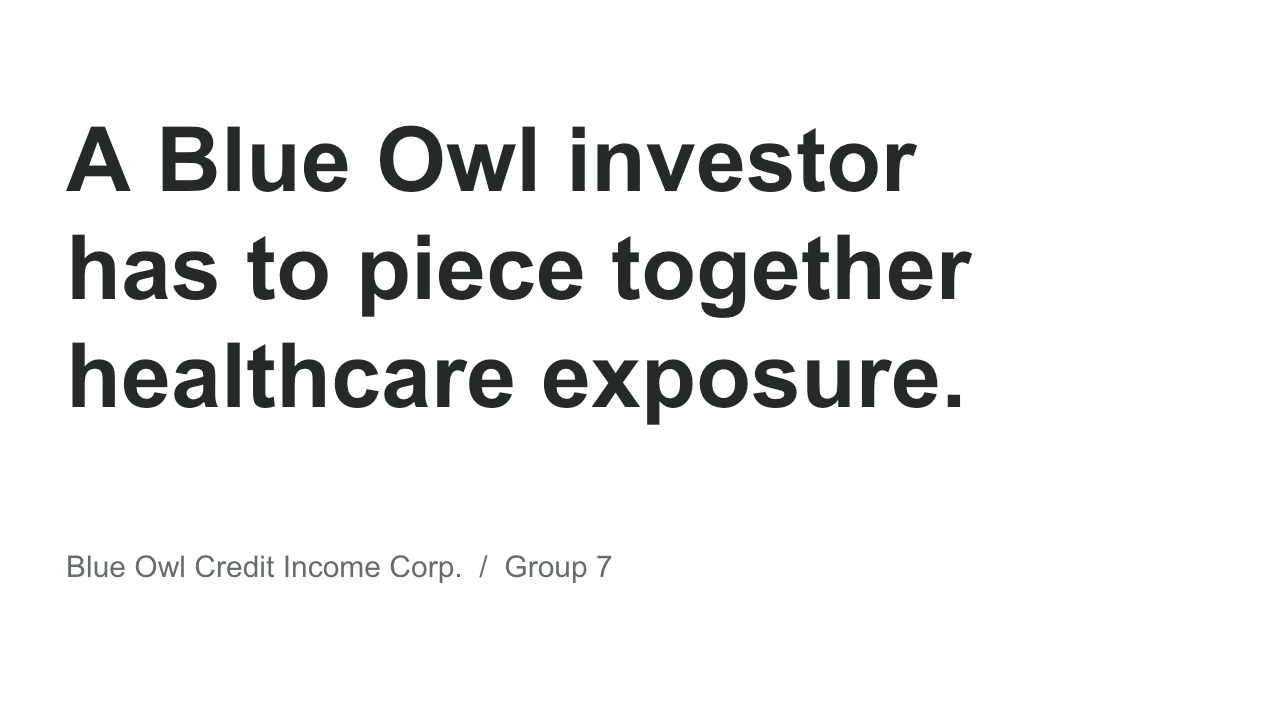 A Blue Owl investor
has to piece together
healthcare exposure.
Blue Owl Credit Income Corp. / Group 7